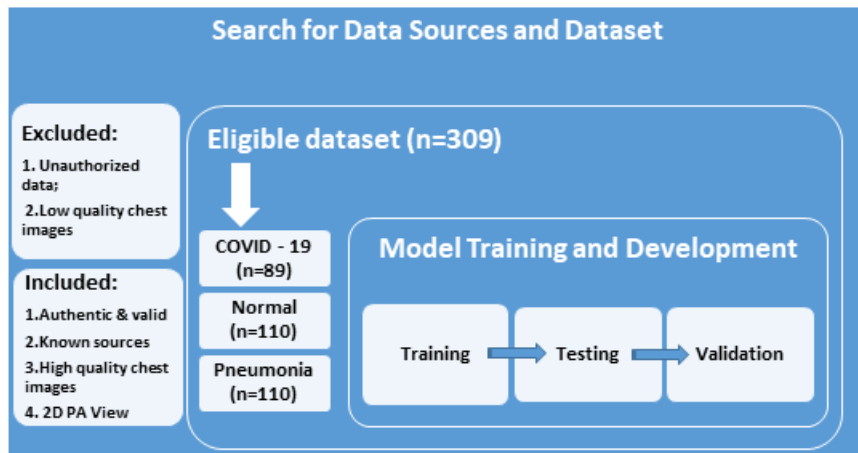 Search for Data Sources and Dataset
Excluded:
1. Unauthorized
data;
2.Low quality chest
images
Included:
1.Authentic & valid
2.Known sources
3.High quality chest
images
4. 2D PA View
Eligible dataset (n=309)
COVID - 19
(n=89)
Normal
(n=110)
Pneumonia
(n=110)
Model Training and Development
Training
Testing
Validation